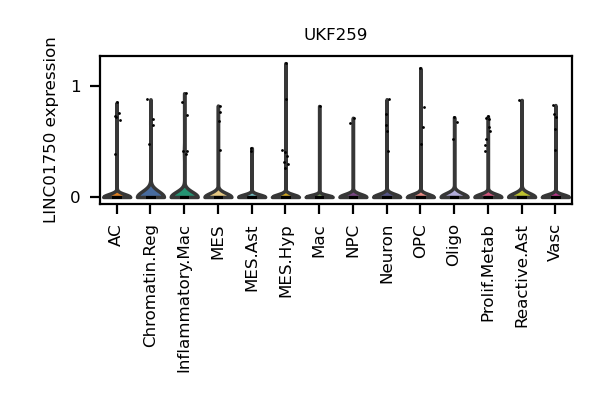 UKF259
LINC01750 expression
1
0
AC
Chromatin.Reg
Inflammatory.Mac
MES
MES.Ast
MES.Hyp
Mac
NPC
Neuron
OPC
Oligo
Prolif.Metab
Reactive.Ast
Vasc